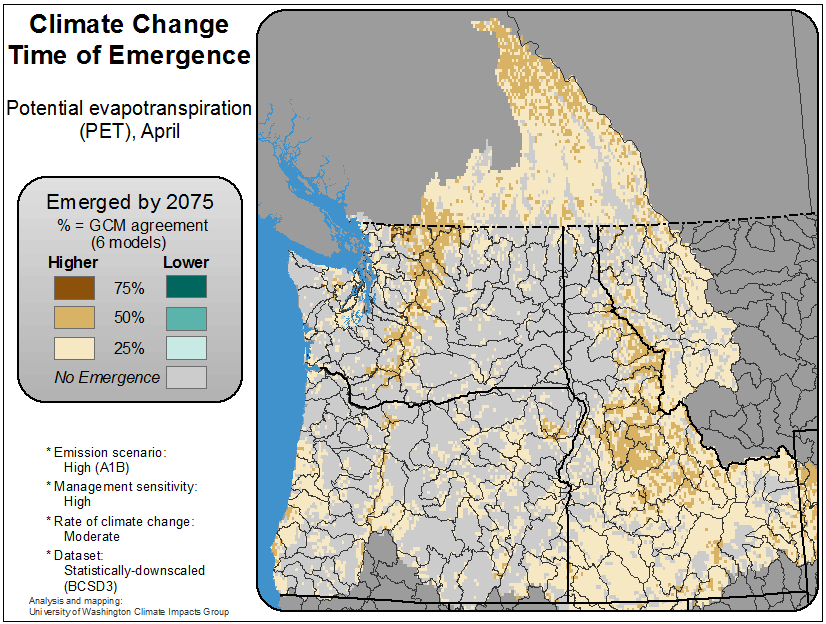 Climate Change
Time of Emergence
Potential evapotranspiration
(PET), April
Emerged by 2075
% = GCM agreement
(6 models)
Higher Lower
75%
50%
25%
No Emergence
* Emission scenario:
High (A1B)
* Management sensitivity:
High
* Rate of climate change:
Moderate
* Dataset:
Statistically-downscaled
(BCSD3)
Analysis and mapping:
University of Washington Climate Impacts Group